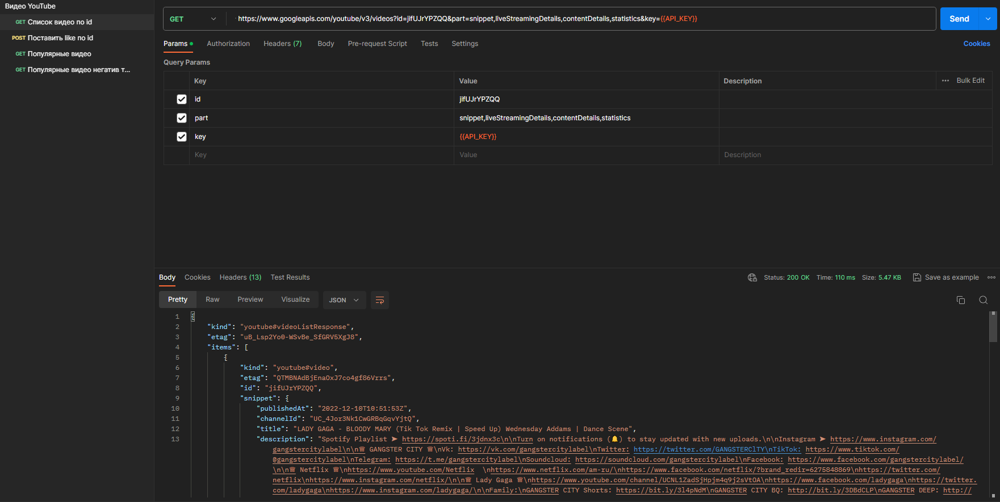 Видео YouTube
GET Список видео по id
POST Поставить like по id
GET Популярные видео
GET Популярные видео негатив т...
GET https://www.googleapis.com/youtube/v3/videos?id=jifUJrYPZQQ&part=snippet,liveStreamingDetails,contentDetails,statistics&key={{API_KEY}} Send
Params Authorization Headers (7) Body Pre-request Script Tests Settings Cookies
Query Params
Key Value Description ••• Bulk Edit
id jifUJrYPZQQ
part snippet,liveStreamingDetails,contentDetails,statistics
key {{API_KEY}}
Key Value Description
Body Cookies Headers (13) Test Results Status: 200 OK Time: 110 ms Size: 5.47 KB Save as example
Pretty Raw Preview Visualize JSON
1 {
2 "kind": "youtube#videoListResponse",
3 "etag": "uB_Lsp2Yo0-WSvBe_SfGRV5XgJ8",
4 "items": [
5 {
6 "kind": "youtube#video",
7 "etag": "QTMBNAdBjEnaOxJ7co4gf86Vrrs",
8 "id": "jifUJrYPZQQ",
9 "snippet": {
10 "publishedAt": "2022-12-10T10:51:53Z",
11 "channelId": "UC_4Jor3Nk1CwGRBqGqvYjtQ",
12 "title": "LADY GAGA - BLOODY MARY (Tik Tok Remix | Speed Up) Wednesday Addams | Dance Scene",
13 "description": "Spotify Playlist ➤ https://spoti.fi/3jdnx3c\n\nTurn on notifications (🔔) to stay updated with new uploads.\n\nInstagram ➤ https://www.instagram.com/
gangstercitylabel\n\n♕ GANGSTER CITY ♕\nVk: https://vk.com/gangstercitylabel\nTwitter: https://twitter.com/GANGSTERClTY\nTikTok: https://www.tiktok.com/
@gangstercitylabel\nTelegram: https://t.me/gangstercitylabel\nSoundcloud: https://soundcloud.com/gangstercitylabel\nFacebook: https://www.facebook.com/gangstercitylabel/
\n\n♕ Netflix ♕\nhttps://www.youtube.com/Netflix \nhttps://www.netflix.com/am-ru/\nhttps://www.facebook.com/netflix/?brand_redir=6275848869\nhttps://twitter.com/
netflix\nhttps://www.instagram.com/netflix/\n\n♕ Lady Gaga ♕\nhttps://www.youtube.com/channel/UCNL1ZadSjHpjm4q9j2sVtOA\nhttps://www.facebook.com/ladygaga\nhttps://twitter.
com/ladygaga\nhttps://www.instagram.com/ladygaga/\n\nFamily:\nGANGSTER CITY Shorts: https://bit.ly/3l4pNdM\nGANGSTER CITY BQ: http://bit.ly/3DBdCLP\nGANGSTER DEEP: http://